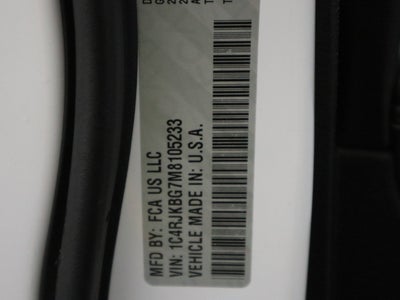 MFD BY: FCA US LLC
VIN: 1C4RJKBG7M8105233
VEHICLE MADE IN: U.S.A.